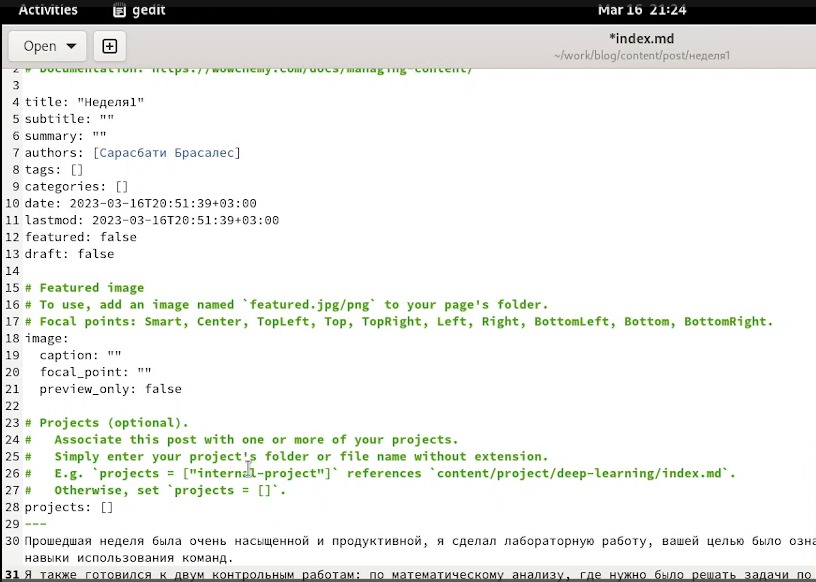 Activities gedit Mar 16 21:24
Open *index.md
~/work/blog/content/post/неделя1
2 # Documentation: https://wowchemy.com/docs/managing-content/
3
4 title: "Неделя1"
5 subtitle: ""
6 summary: ""
7 authors: [Сарасбати Брасалес]
8 tags: []
9 categories: []
10 date: 2023-03-16T20:51:39+03:00
11 lastmod: 2023-03-16T20:51:39+03:00
12 featured: false
13 draft: false
14
15 # Featured image
16 # To use, add an image named `featured.jpg/png` to your page's folder.
17 # Focal points: Smart, Center, TopLeft, Top, TopRight, Left, Right, BottomLeft, Bottom, BottomRight.
18 image:
19   caption: ""
20   focal_point: ""
21   preview_only: false
22
23 # Projects (optional).
24 #   Associate this post with one or more of your projects.
25 #   Simply enter your project's folder or file name without extension.
26 #   E.g. `projects = ["internal-project"]` references `content/project/deep-learning/index.md`.
27 #   Otherwise, set `projects = []`.
28 projects: []
29 ---
30 Прошедшая неделя была очень насыщенной и продуктивной, я сделал лабораторную работу, вашей целью было озна
навыки использования команд.
31 Я также готовился к двум контрольным работам: по математическому анализу, где нужно было решать задачи по